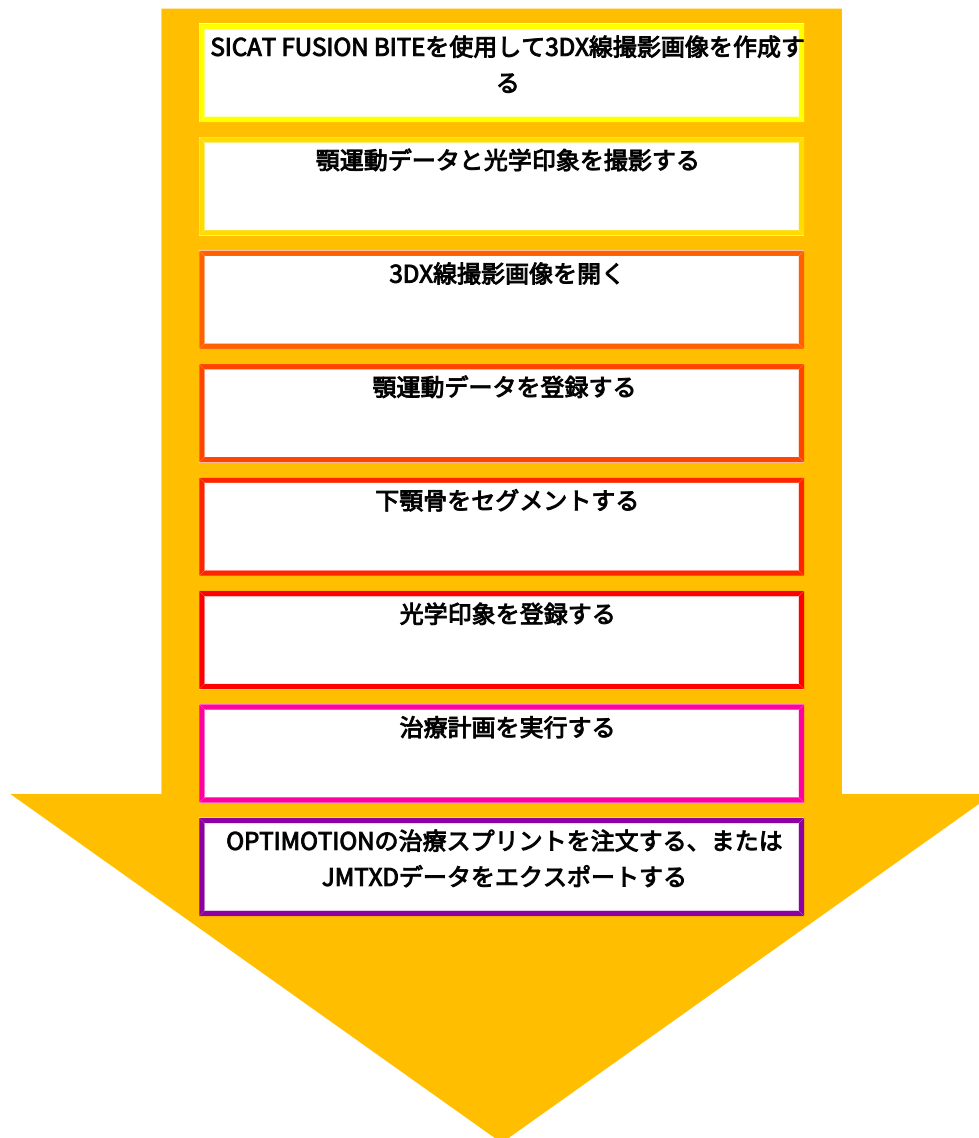 SICAT FUSION BITEを使用して3DX線撮影画像を作成す
る
顎運動データと光学印象を撮影する
3DX線撮影画像を開く
顎運動データを登録する
下顎骨をセグメントする
光学印象を登録する
治療計画を実行する
OPTIMOTIONの治療スプリントを注文する、または
JMTXDデータをエクスポートする